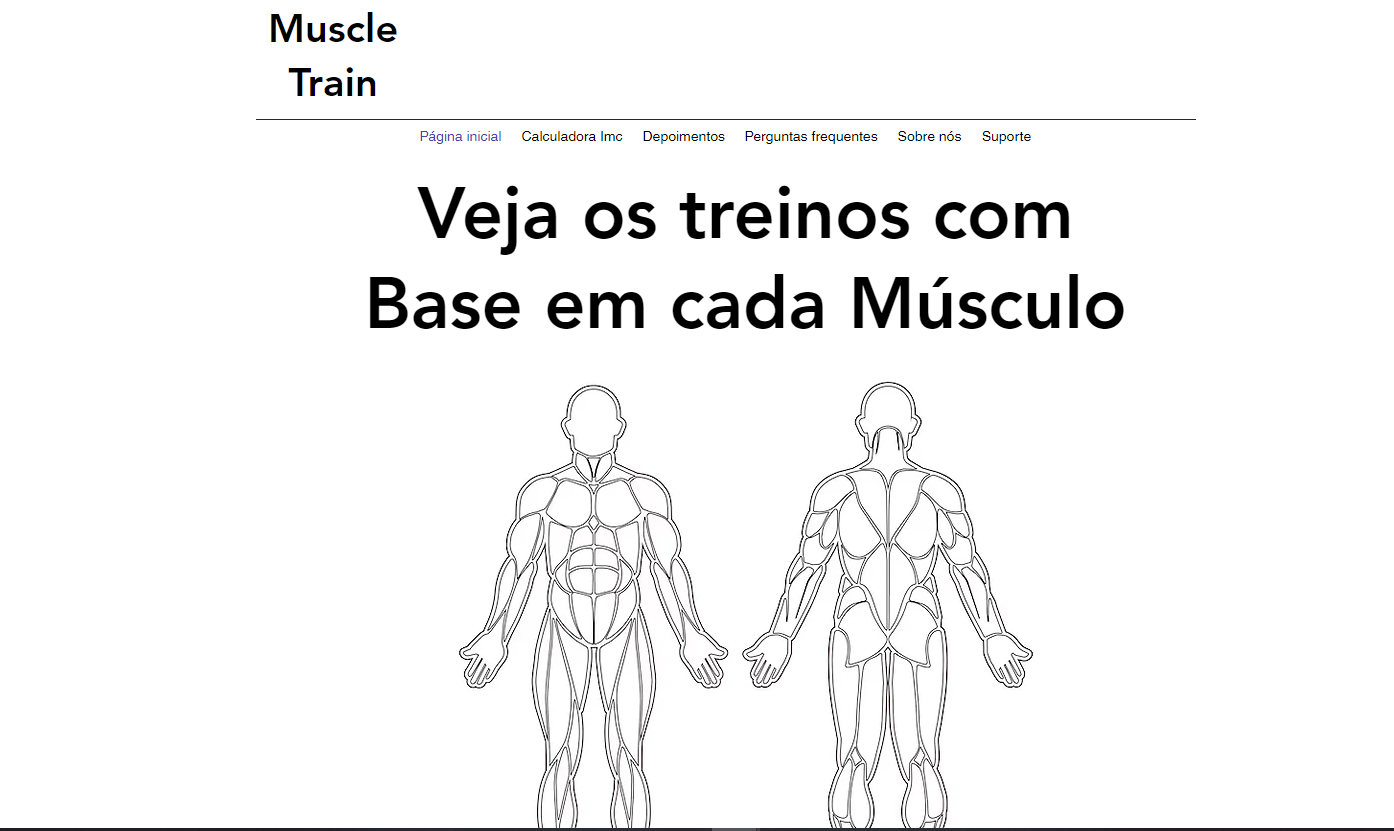 Muscle
Train
Página inicial Calculadora Imc Depoimentos Perguntas frequentes Sobre nós Suporte
Veja os treinos com
Base em cada Músculo